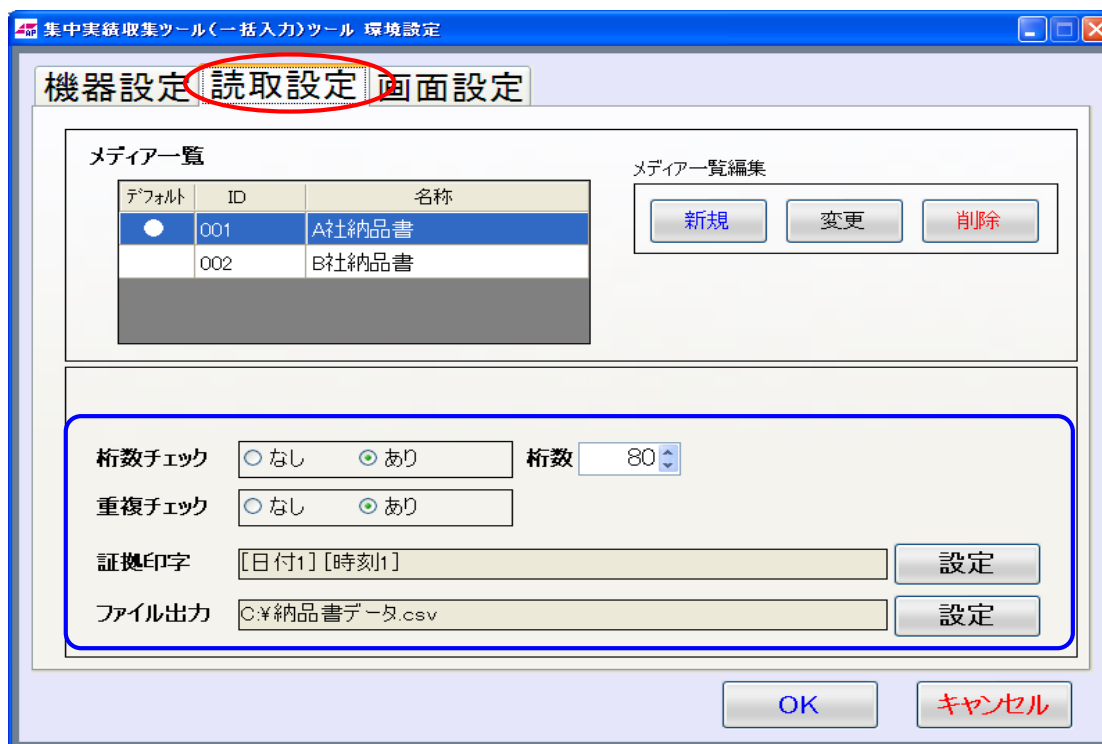 集中実績収集ツール(一括入力)ツール 環境設定
機器設定 読取設定 画面設定
メディア一覧
メディア一覧編集
デフォルト ID 名称
新規 変更 削除
001 A社納品書
002 B社納品書
桁数チェック なし あり 桁数 80
重複チェック なし あり
証拠印字 [日付1] [時刻1] 設定
ファイル出力 C:¥納品書データ.csv 設定
OK キャンセル